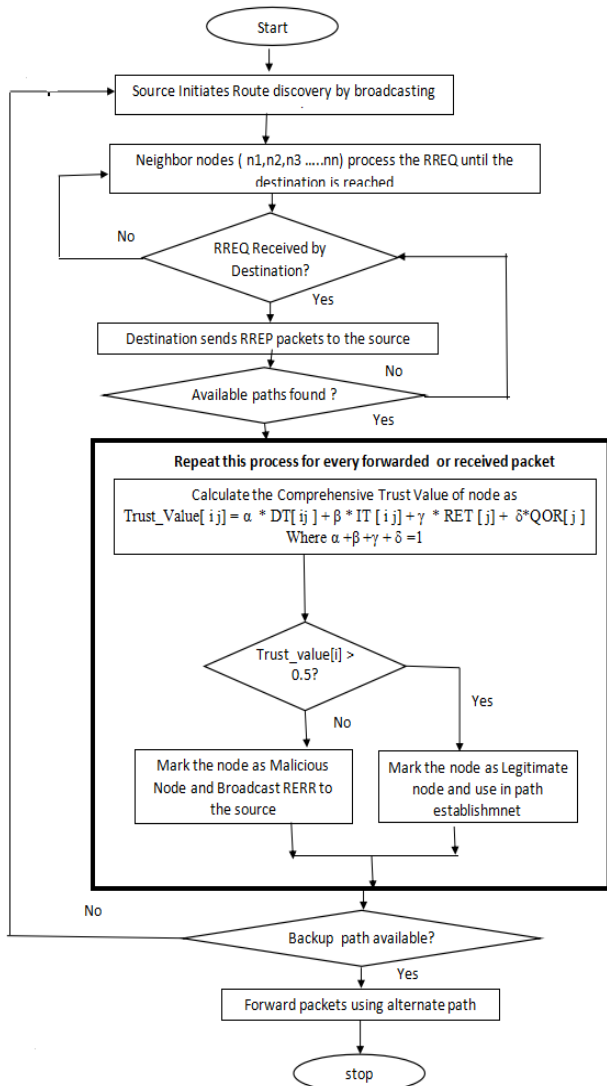 Start
Source Initiates Route discovery by broadcasting
Neighbor nodes ( n1,n2,n3 .....nn) process the RREQ until the
destination is reached
No
RREQ Received by
Destination?
Yes
Destination sends RREP packets to the source
No
Available paths found ?
Yes
Repeat this process for every forwarded or received packet
Calculate the Comprehensive Trust Value of node as
Trust_Value[ i j] = α * DT[ ij ] + β * IT [ i j] + γ * RET [ j] + δ*QOR[ j ]
Where α +β +γ + δ =1
Trust_value[i] >
0.5?
No
Yes
Mark the node as Malicious
Node and Broadcast RERR to
the source
Mark the node as Legitimate
node and use in path
establishmnet
No
Backup path available?
Yes
Forward packets using alternate path
stop